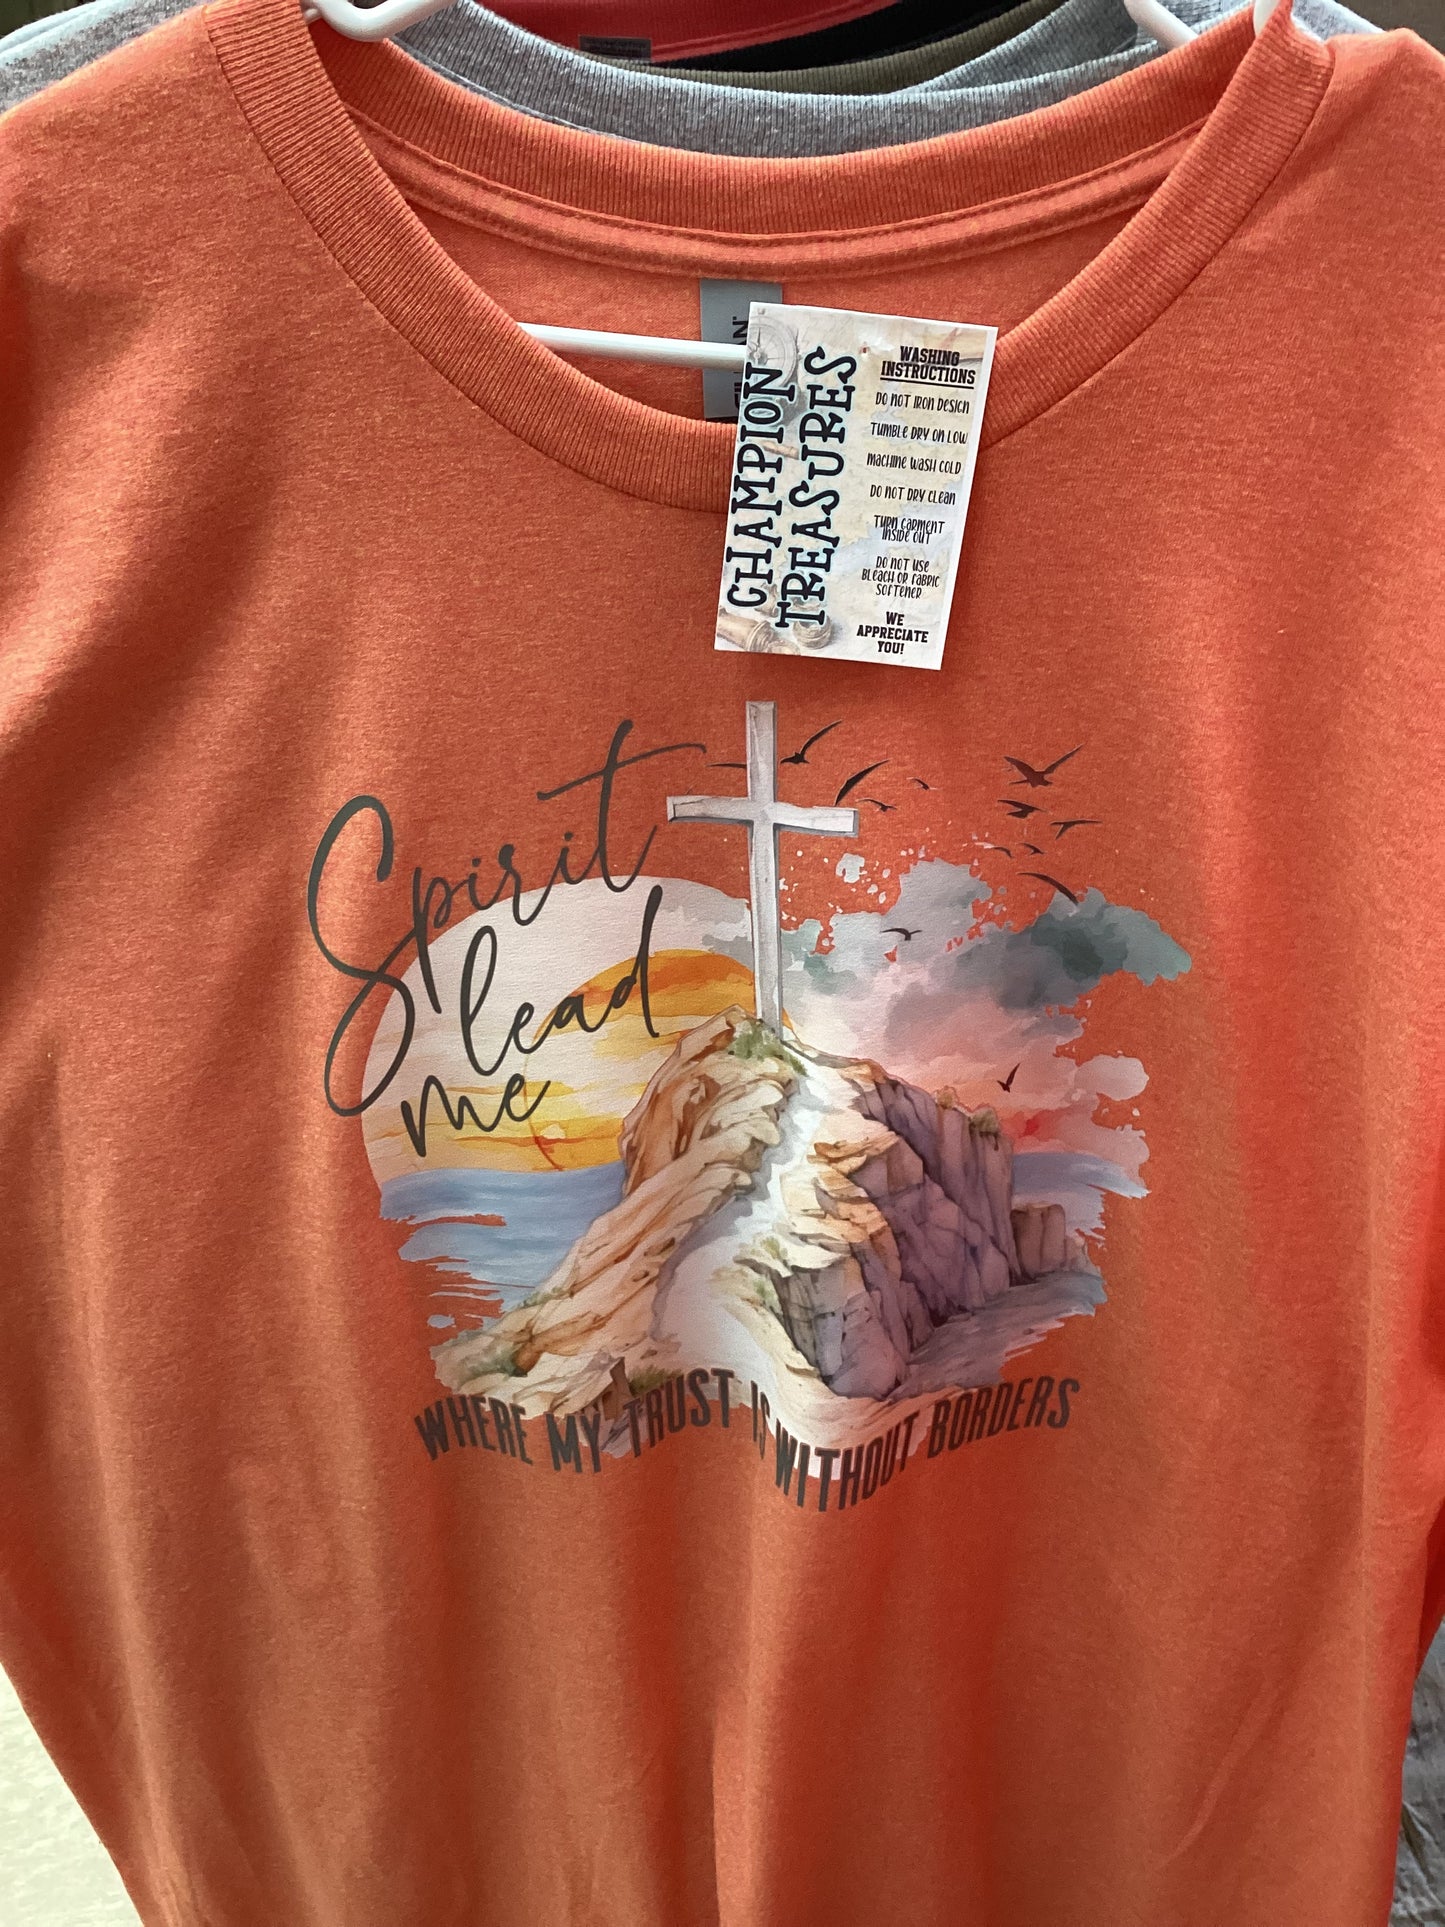 CHAMPION
TREASURES
WASHING
INSTRUCTIONS
DO NOT IRON DESIGN
TUMBLE DRY ON LOW
MACHINE WASH COLD
DO NOT DRY CLEAN
TURN GARMENT
INSIDE OUT
DO NOT USE
BLEACH OR FABRIC
SOFTENER
WE
APPRECIATE
YOU!
Spirit
lead
me
WHERE MY TRUST IS WITHOUT BORDERS